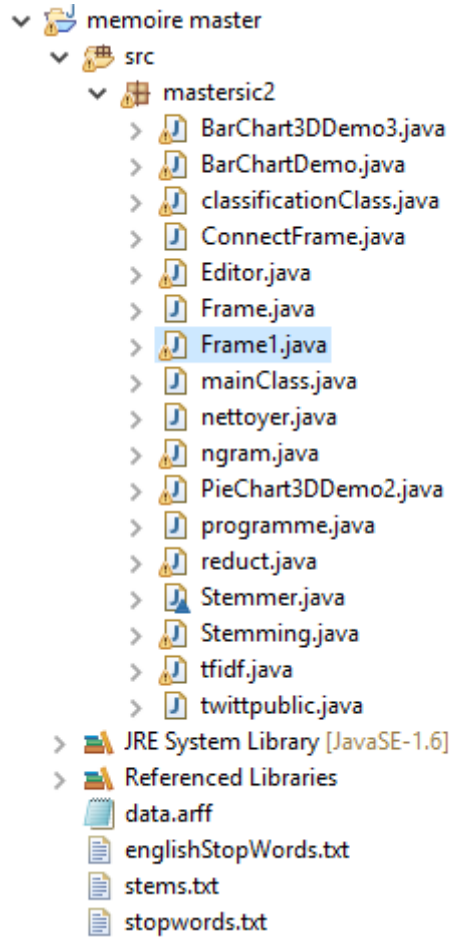 memoire master
src
mastersic2
BarChart3DDemo3.java
BarChartDemo.java
classificationClass.java
ConnectFrame.java
Editor.java
Frame.java
Frame1.java
mainClass.java
nettoyer.java
ngram.java
PieChart3DDemo2.java
programme.java
reduct.java
Stemmer.java
Stemming.java
tfidf.java
twittpublic.java
JRE System Library [JavaSE-1.6]
Referenced Libraries
data.arff
englishStopWords.txt
stems.txt
stopwords.txt